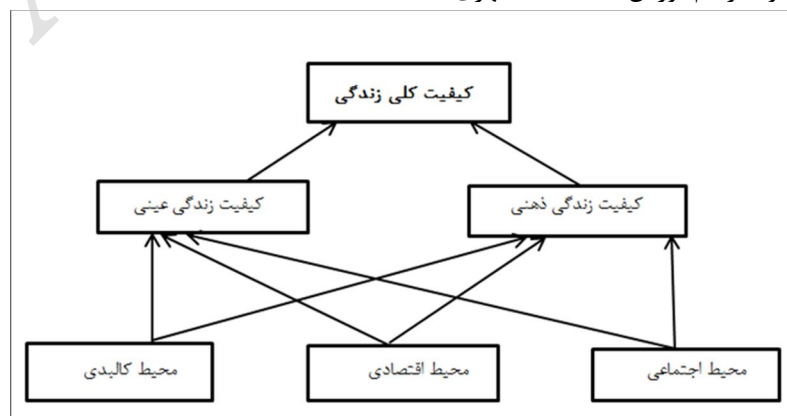 کیفیت کلی زندگی
کیفیت زندگی ذهنی
کیفیت زندگی عینی
محیط اجتماعی
محیط اقتصادی
محیط کالبدی